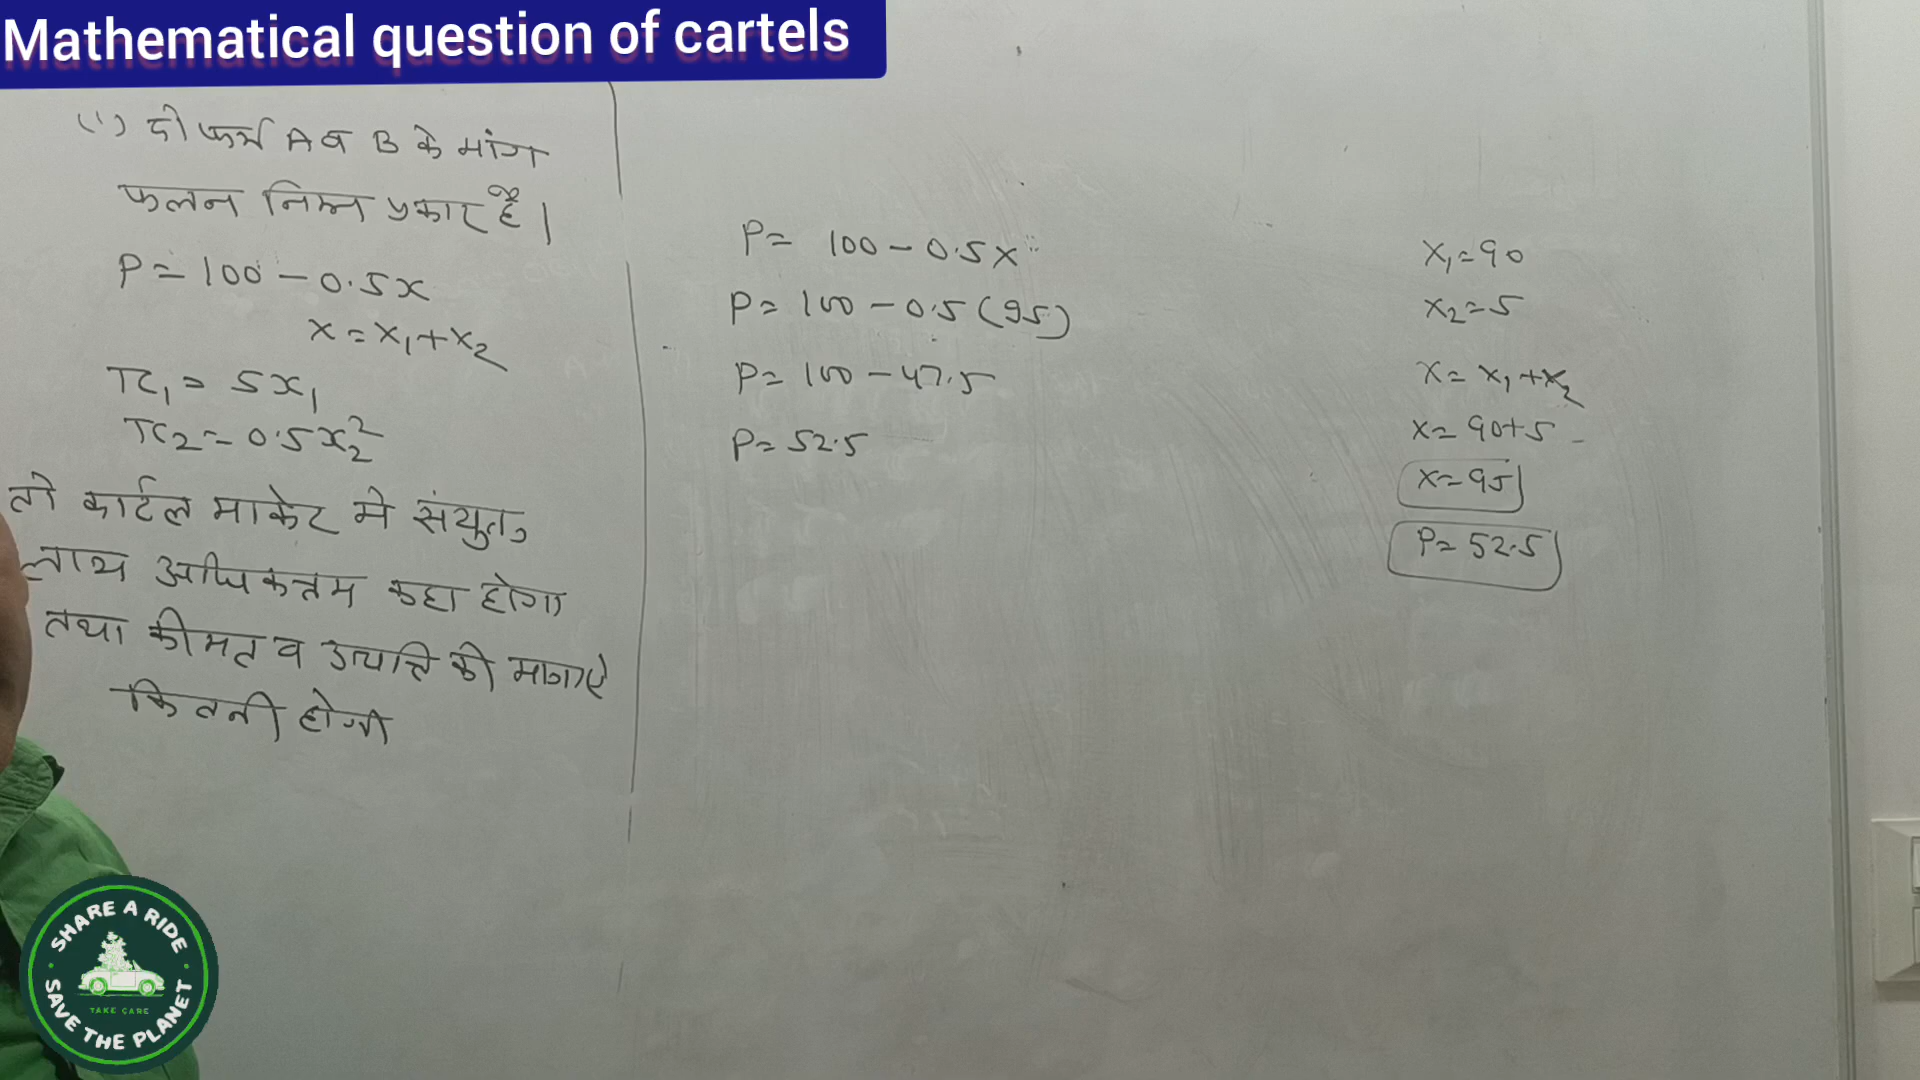 Mathematical question of cartels
(1) दो फर्म A व B के मांग
फलन निम्न प्रकार है।
P = 100 - 0.5x
x = x₁ + x₂
TC₁ = 5x₁
TC₂ = 0.5x₂²
तो कार्टल मार्केट मे संयुक्त
लाभ अधिकतम कहा होगा
तथा कीमत व उत्पत्ति की मात्राऐ
कितनी होगी
P = 100 - 0.5x
P = 100 - 0.5(95)
P = 100 - 47.5
P = 52.5
x₁ = 90
x₂ = 5
x = x₁ + x₂
x = 90+5
x = 95
P = 52.5
SHARE A RIDE
TAKE CARE
SAVE THE PLANET